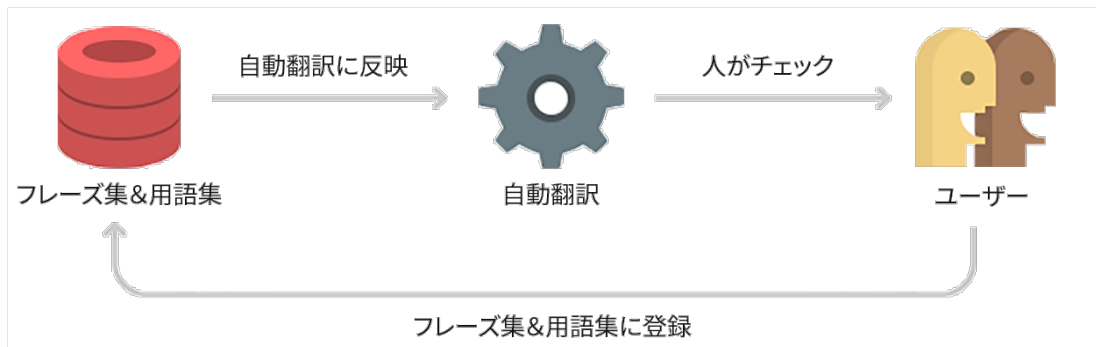 自動翻訳に反映
人がチェック
フレーズ集&用語集
自動翻訳
ユーザー
フレーズ集&用語集に登録